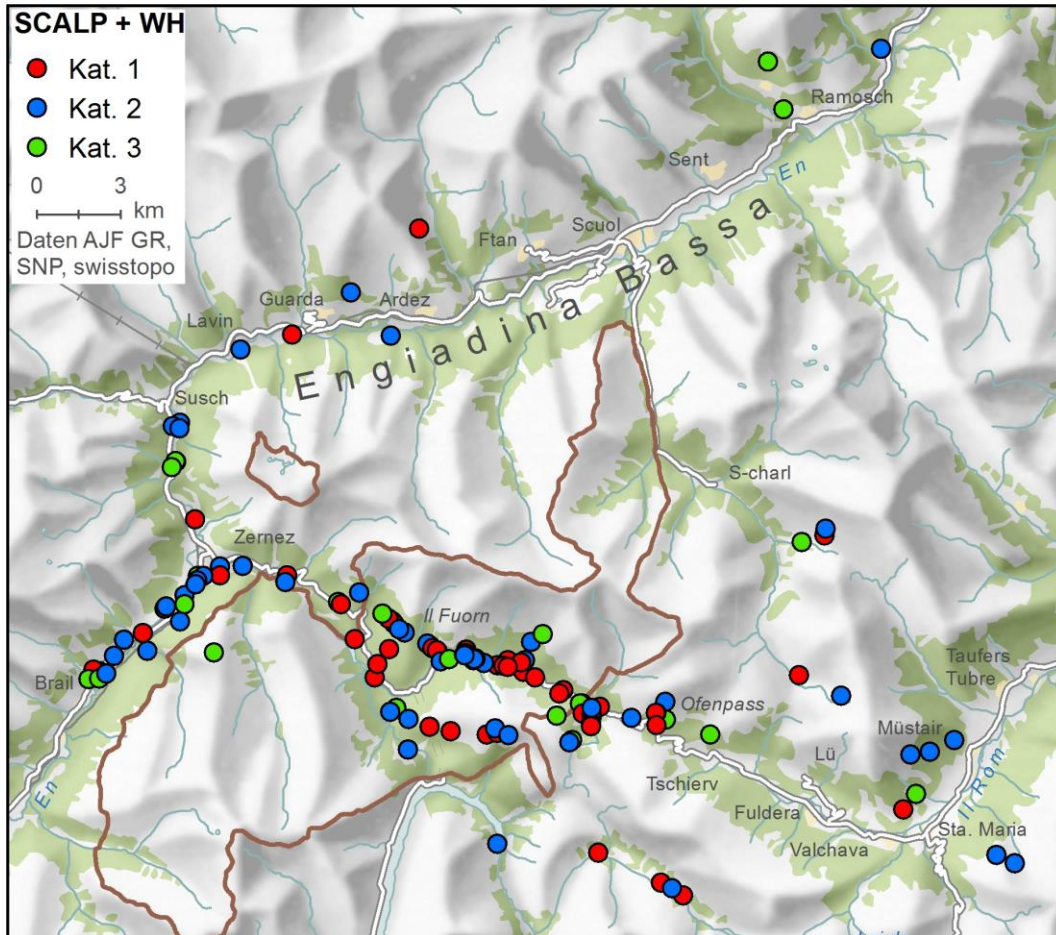 SCALP + WH
Kat. 1
Kat. 2
Kat. 3
0 3
km
Daten AJF GR,
SNP, swisstopo
Ramosch
Sent
En
Scuol
Ftan
Engiadina Bassa
Guarda
Ardez
Lavin
Susch
S-charl
Zernez
Il Fuorn
Brail
Taufers
Tubre
Ofenpass
Müstair
Lü
Tschierv
Il Rom
Fuldera
Sta. Maria
Valchava
En